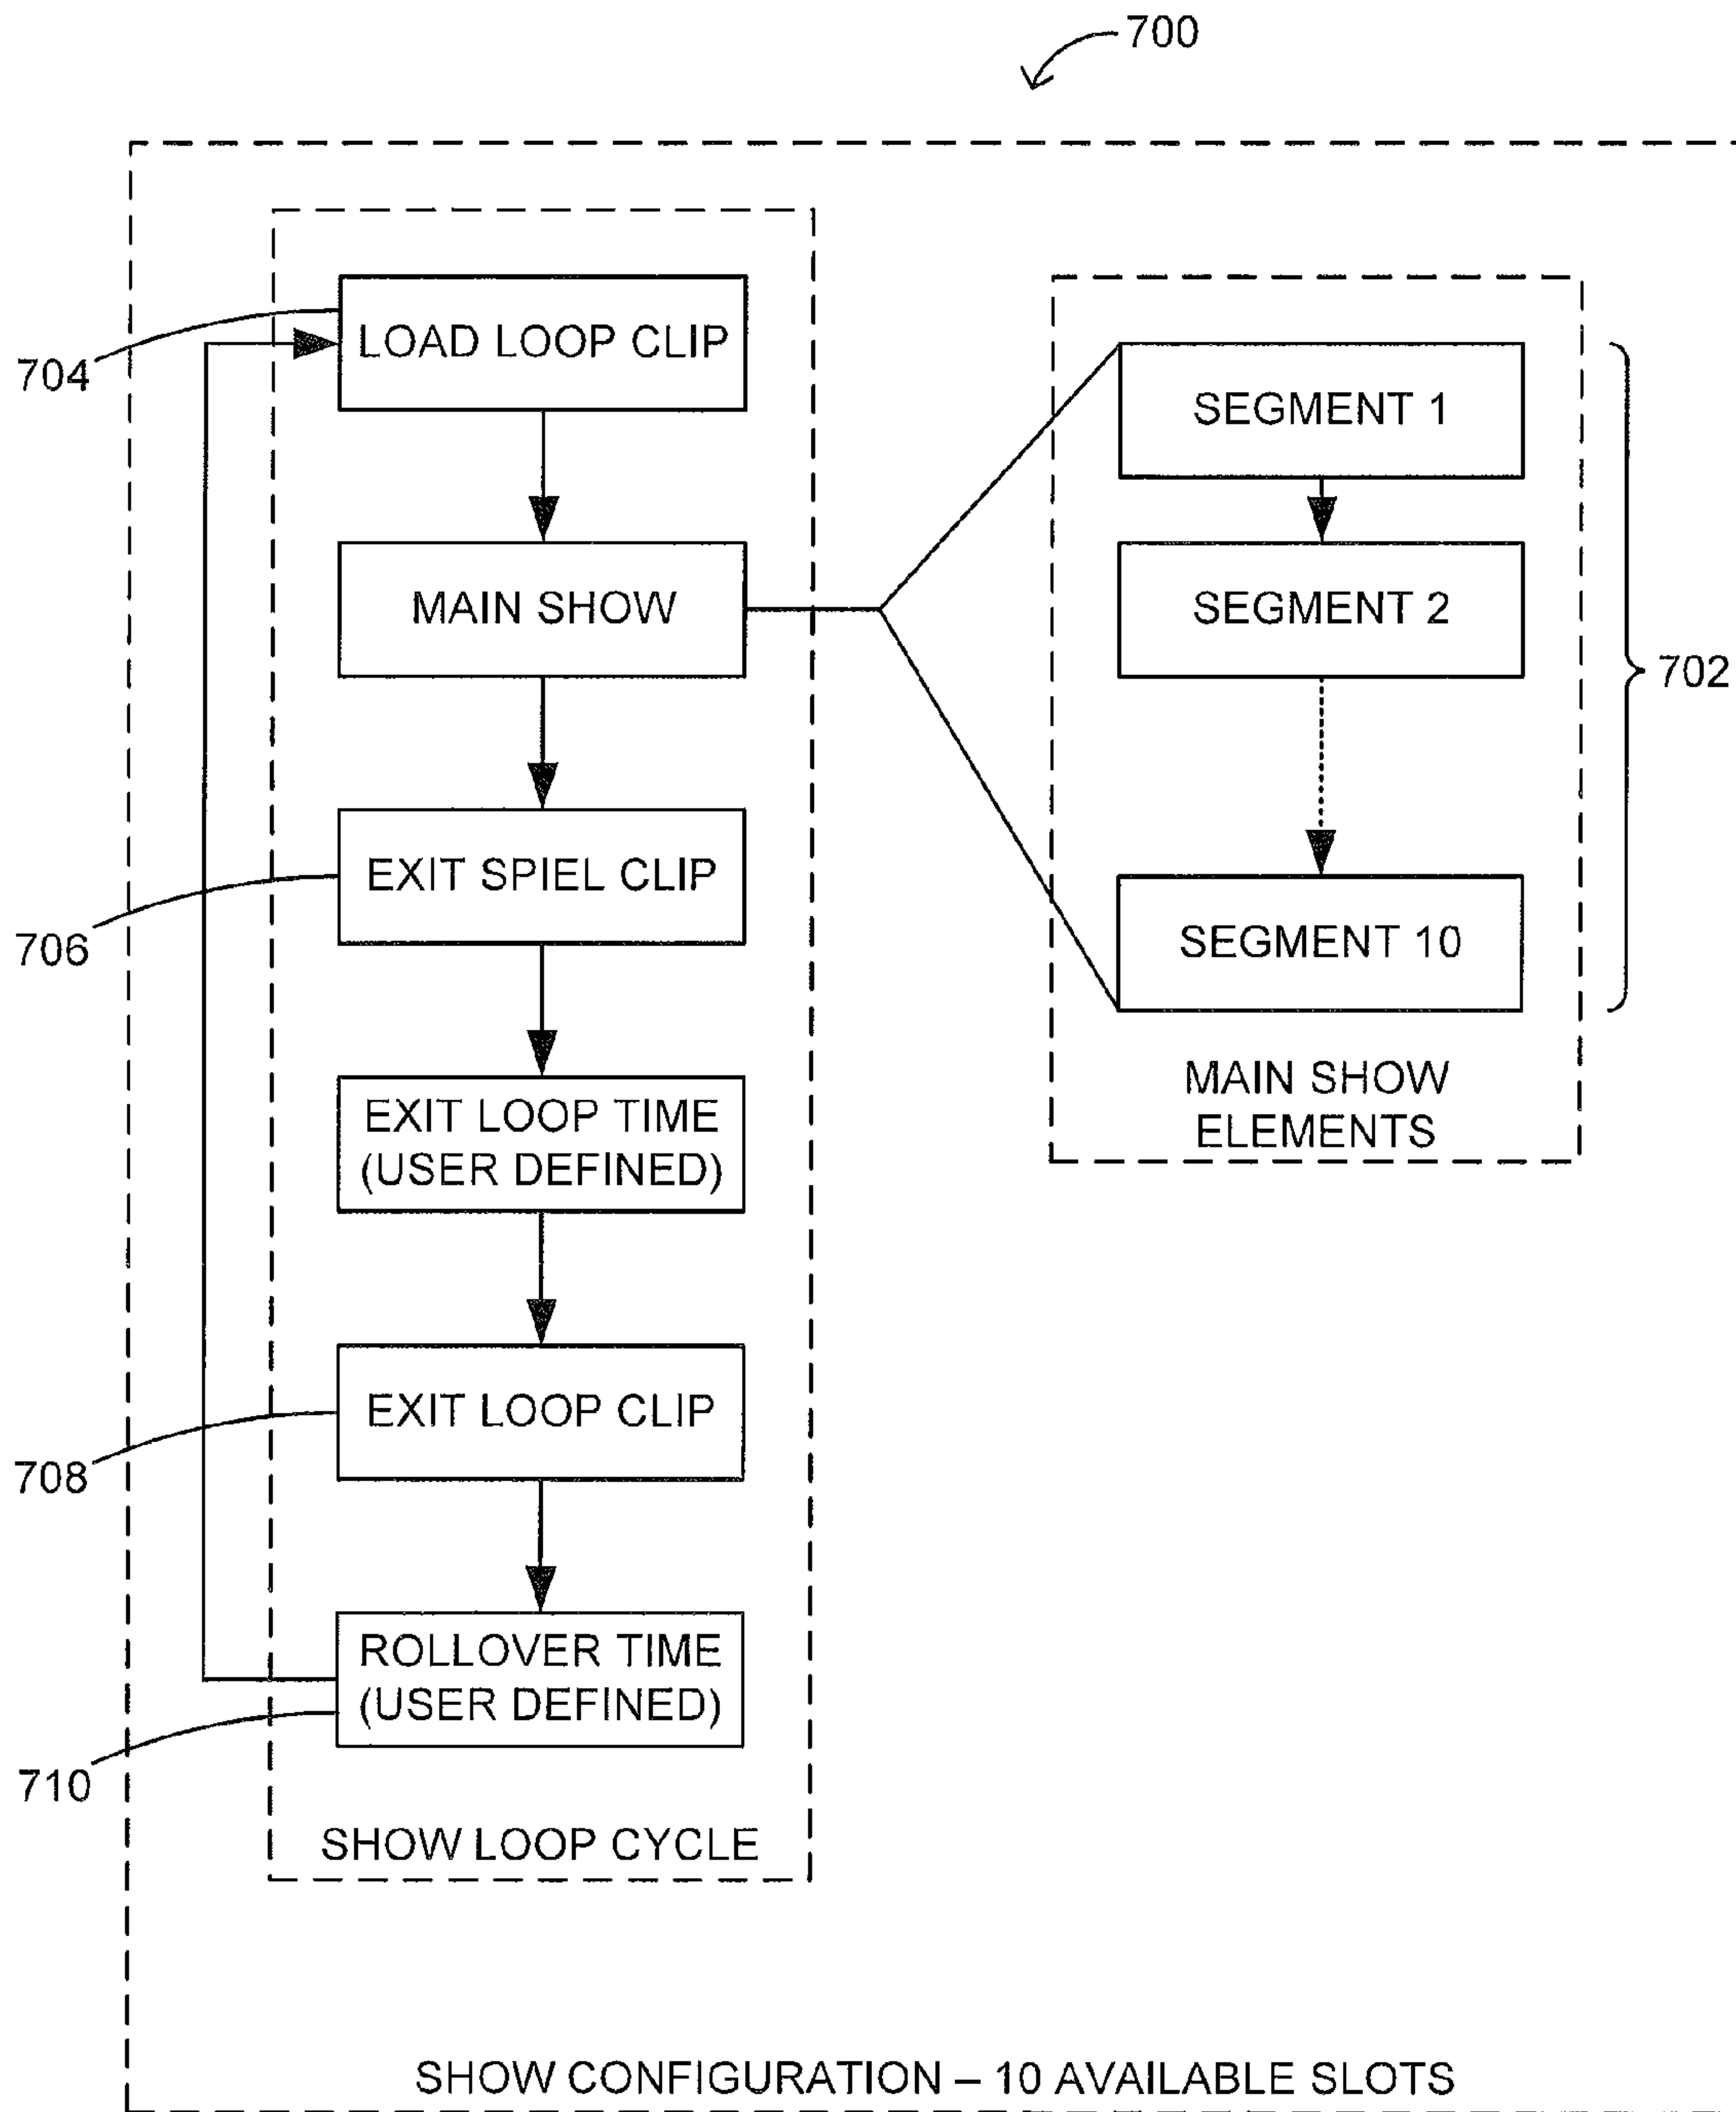 700
704
LOAD LOOP CLIP
MAIN SHOW
EXIT SPIEL CLIP
706
EXIT LOOP TIME
(USER DEFINED)
EXIT LOOP CLIP
708
ROLLOVER TIME
(USER DEFINED)
710
SHOW LOOP CYCLE
SEGMENT 1
SEGMENT 2
702
SEGMENT 10
MAIN SHOW
ELEMENTS
SHOW CONFIGURATION – 10 AVAILABLE SLOTS